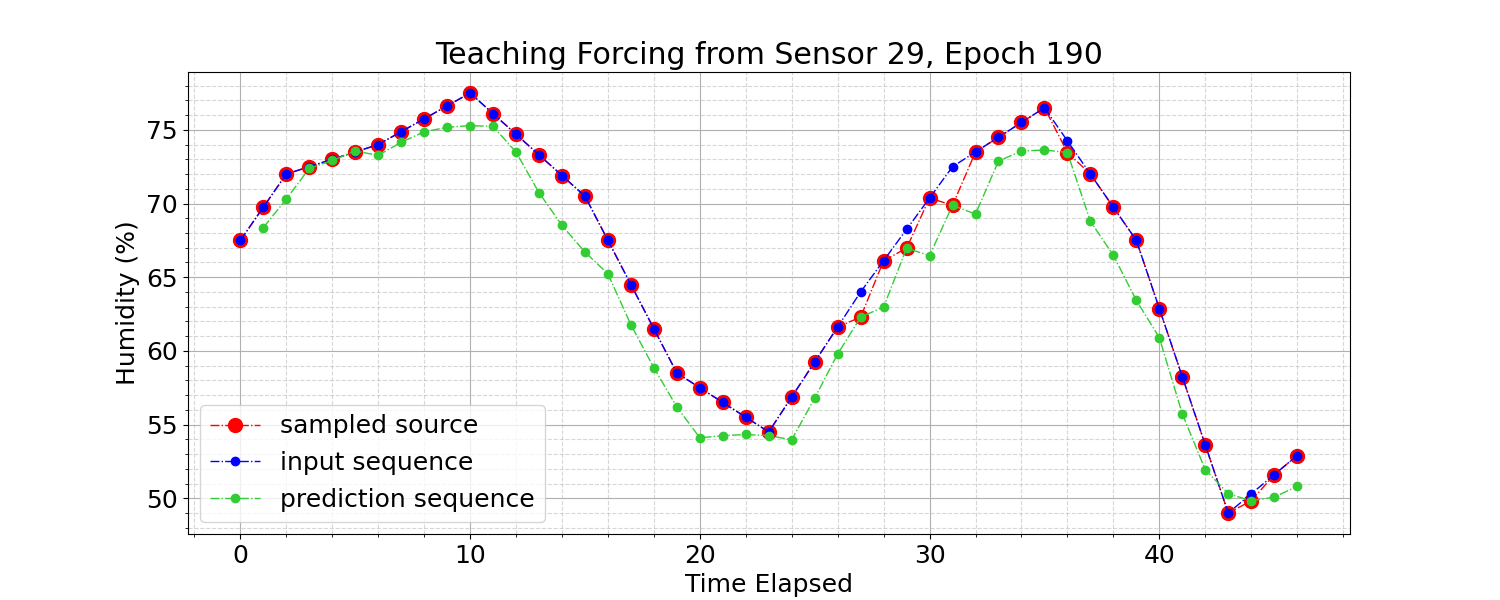 Teaching Forcing from Sensor 29, Epoch 190
Humidity (%)
75
70
65
60
55
50
sampled source
input sequence
prediction sequence
0 10 20 30 40
Time Elapsed